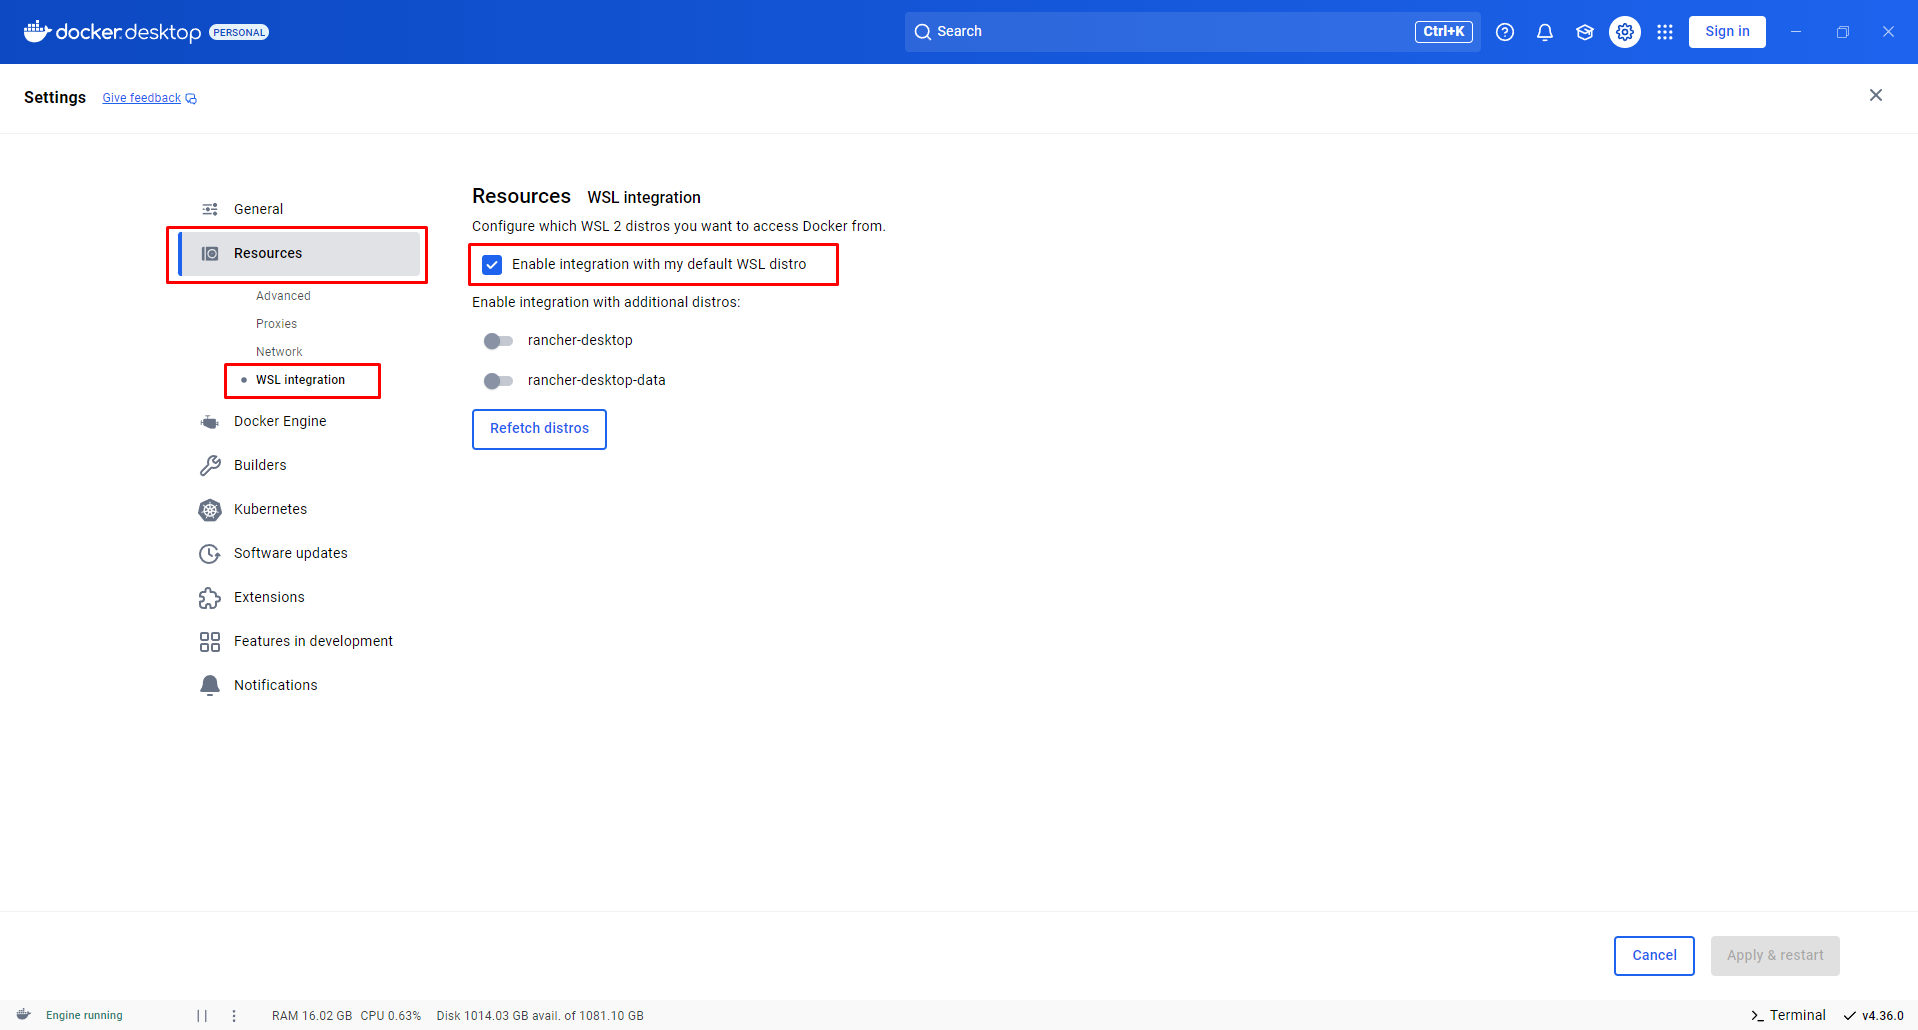 docker desktop PERSONAL
Search
Ctrl+K
Sign in
Settings
Give feedback
General
Resources
Advanced
Proxies
Network
WSL integration
Docker Engine
Builders
Kubernetes
Software updates
Extensions
Features in development
Notifications
Resources WSL integration
Configure which WSL 2 distros you want to access Docker from.
Enable integration with my default WSL distro
Enable integration with additional distros:
rancher-desktop
rancher-desktop-data
Refetch distros
Cancel
Apply & restart
Engine running
RAM 16.02 GB CPU 0.63% Disk 1014.03 GB avail. of 1081.10 GB
Terminal
v4.36.0